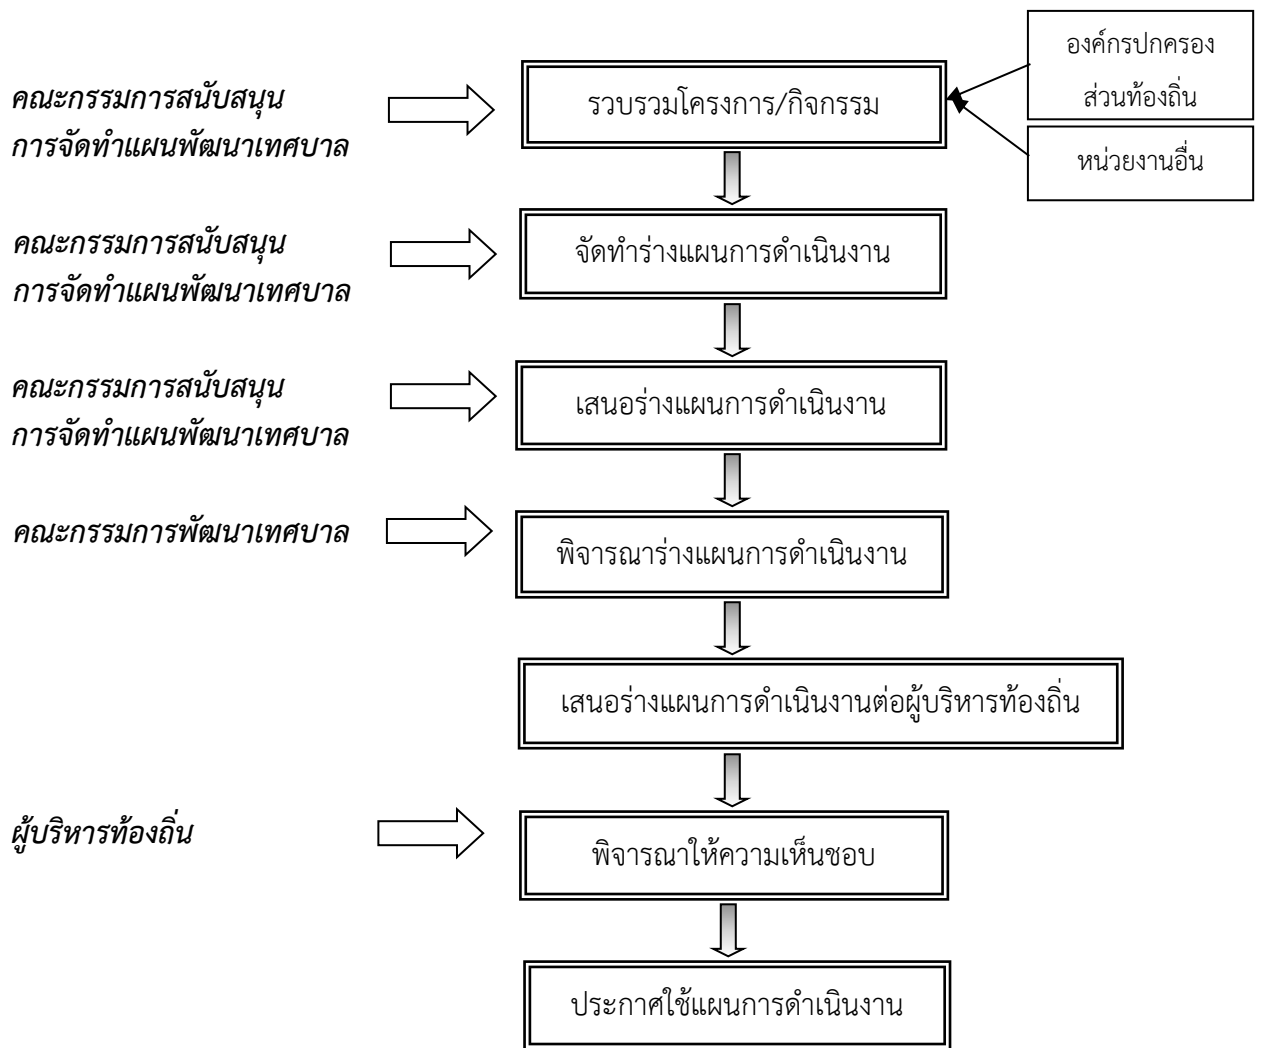 องค์กรปกครอง
ส่วนท้องถิ่น
คณะกรรมการสนับสนุน
การจัดทำแผนพัฒนาเทศบาล
รวบรวมโครงการ/กิจกรรม
หน่วยงานอื่น
คณะกรรมการสนับสนุน
การจัดทำแผนพัฒนาเทศบาล
จัดทำร่างแผนการดำเนินงาน
คณะกรรมการสนับสนุน
การจัดทำแผนพัฒนาเทศบาล
เสนอร่างแผนการดำเนินงาน
คณะกรรมการพัฒนาเทศบาล
พิจารณาร่างแผนการดำเนินงาน
เสนอร่างแผนการดำเนินงานต่อผู้บริหารท้องถิ่น
ผู้บริหารท้องถิ่น
พิจารณาให้ความเห็นชอบ
ประกาศใช้แผนการดำเนินงาน